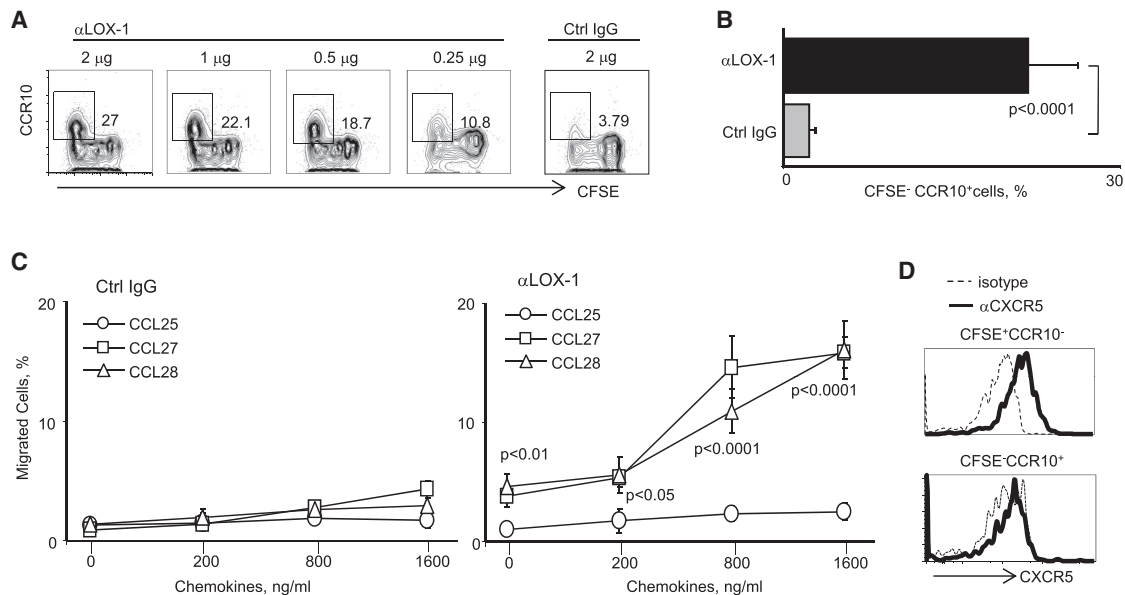 A
αLOX-1
Ctrl IgG
2 μg
1 μg
0.5 μg
0.25 μg
2 μg
CCR10
27
22.1
18.7
10.8
3.79
CFSE
B
αLOX-1
Ctrl IgG
p<0.0001
0
30
CFSE- CCR10+cells, %
C
Ctrl IgG
CCL25
CCL27
CCL28
20
10
0
Migrated Cells, %
0
200
800
1600
Chemokines, ng/ml
αLOX-1
CCL25
CCL27
CCL28
20
10
0
p<0.01
p<0.05
p<0.0001
p<0.0001
0
200
800
1600
Chemokines, ng/ml
D
isotype
αCXCR5
CFSE+CCR10-
CFSE-CCR10+
CXCR5